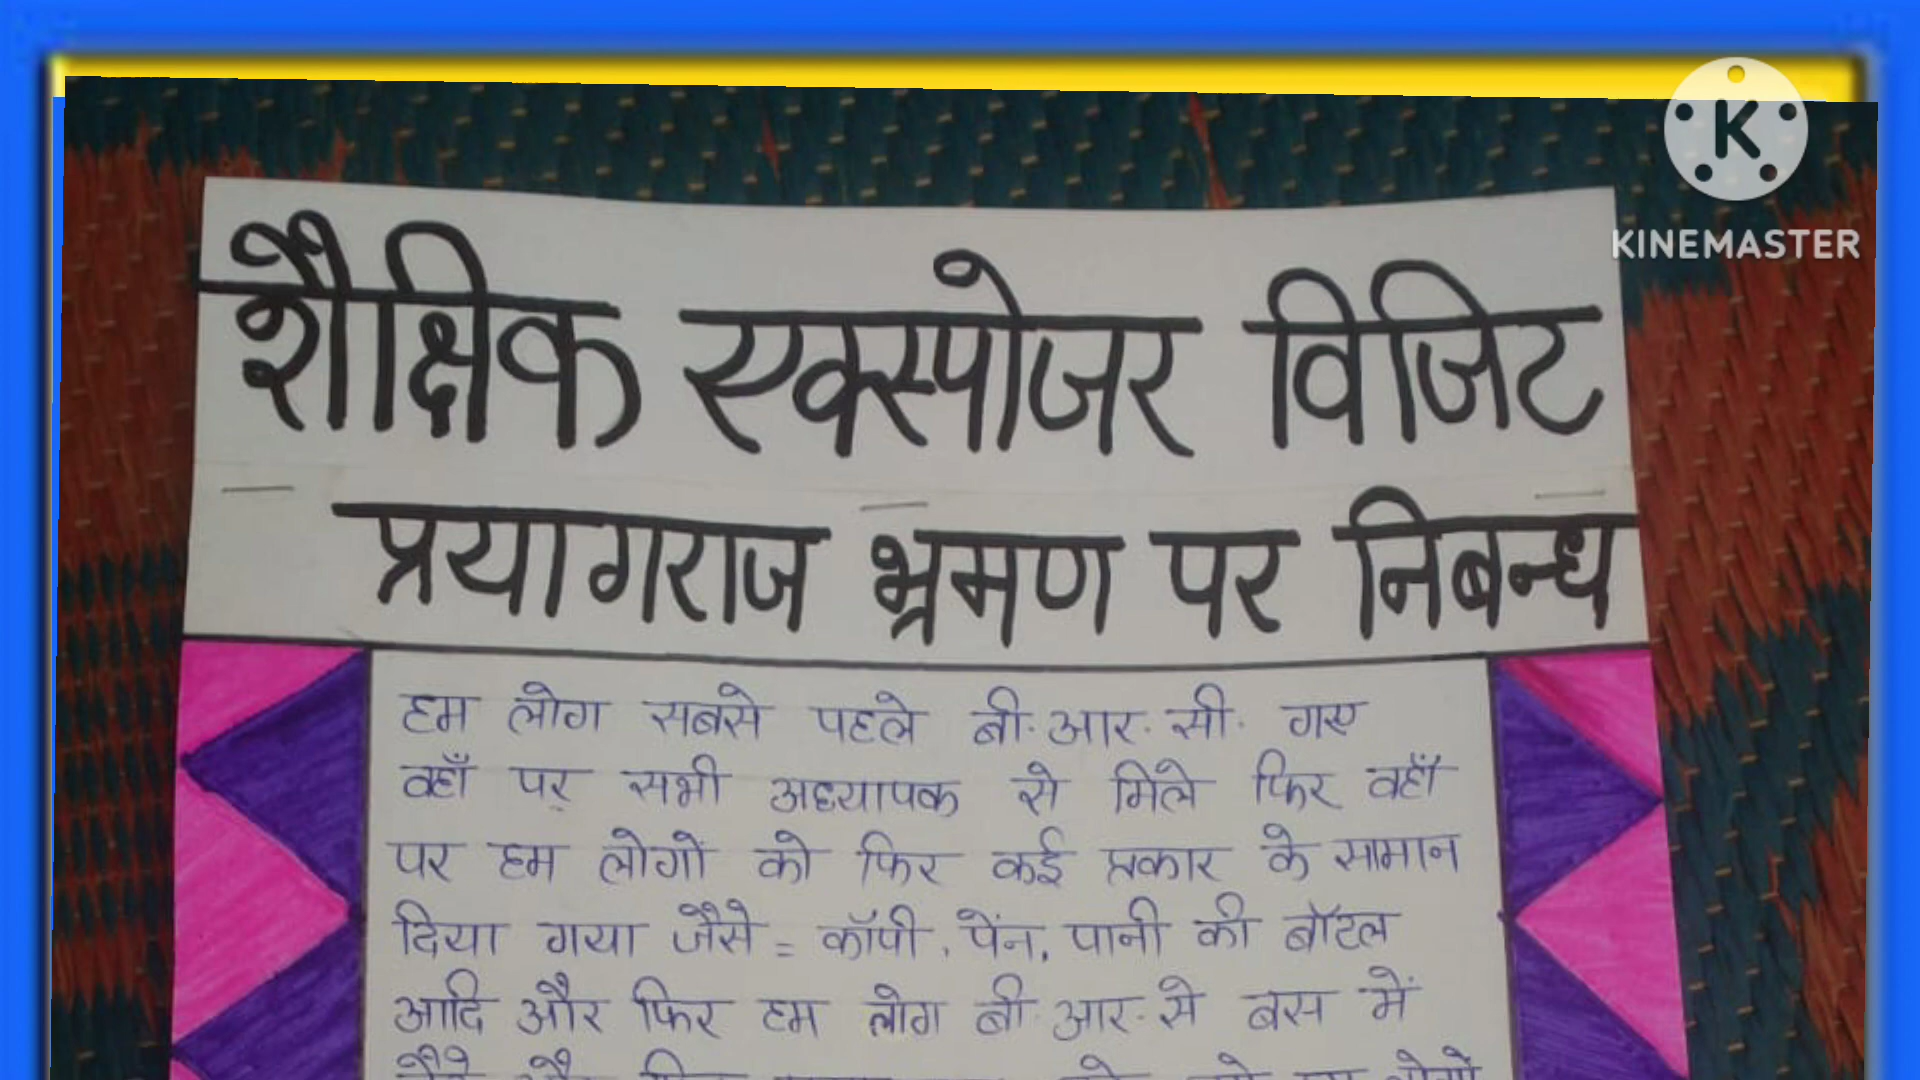 KINEMASTER
शैक्षिक एक्स्पोजर विजिट
प्रयागराज भ्रमण पर निबन्ध
हम लोग सबसे पहले बी.आर.सी. गए
वहाँ पर सभी अध्यापक से मिले फिर वहाँ
पर हम लोगों को फिर कई प्रकार के सामान
दिया गया जैसे = कॉपी, पेंन, पानी की बॉटल
आदि और फिर हम लोग बी.आर.से बस में